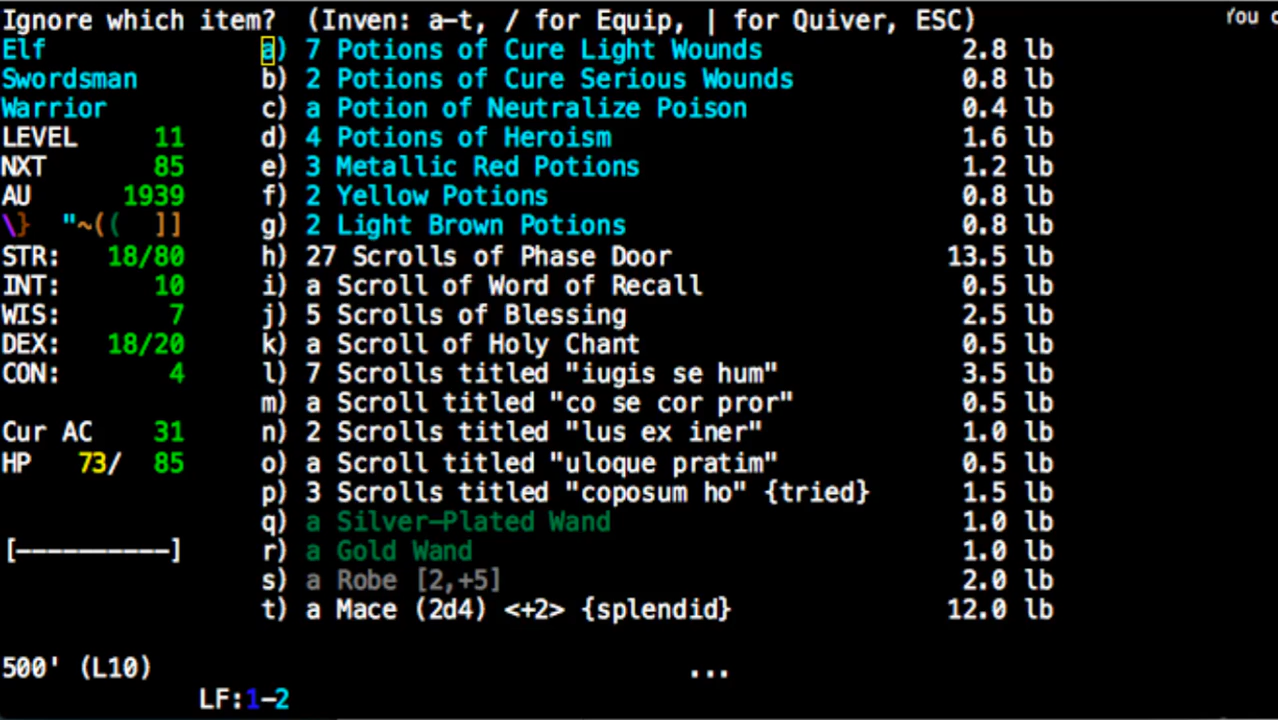 Ignore which item? (Inven: a-t, / for Equip, | for Quiver, ESC) You
Elf a) 7 Potions of Cure Light Wounds 2.8 lb
Swordsman b) 2 Potions of Cure Serious Wounds 0.8 lb
Warrior c) a Potion of Neutralize Poison 0.4 lb
LEVEL 11 d) 4 Potions of Heroism 1.6 lb
NXT 85 e) 3 Metallic Red Potions 1.2 lb
AU 1939 f) 2 Yellow Potions 0.8 lb
\} "~(( ]] g) 2 Light Brown Potions 0.8 lb
STR: 18/80 h) 27 Scrolls of Phase Door 13.5 lb
INT: 10 i) a Scroll of Word of Recall 0.5 lb
WIS: 7 j) 5 Scrolls of Blessing 2.5 lb
DEX: 18/20 k) a Scroll of Holy Chant 0.5 lb
CON: 4 l) 7 Scrolls titled "iugis se hum" 3.5 lb
m) a Scroll titled "co se cor pror" 0.5 lb
Cur AC 31 n) 2 Scrolls titled "lus ex iner" 1.0 lb
HP 73/ 85 o) a Scroll titled "uloque pratim" 0.5 lb
p) 3 Scrolls titled "coposum ho" {tried} 1.5 lb
q) a Silver-Plated Wand 1.0 lb
[----------] r) a Gold Wand 1.0 lb
s) a Robe [2,+5] 2.0 lb
t) a Mace (2d4) <+2> {splendid} 12.0 lb
500' (L10) ...
LF:1-2